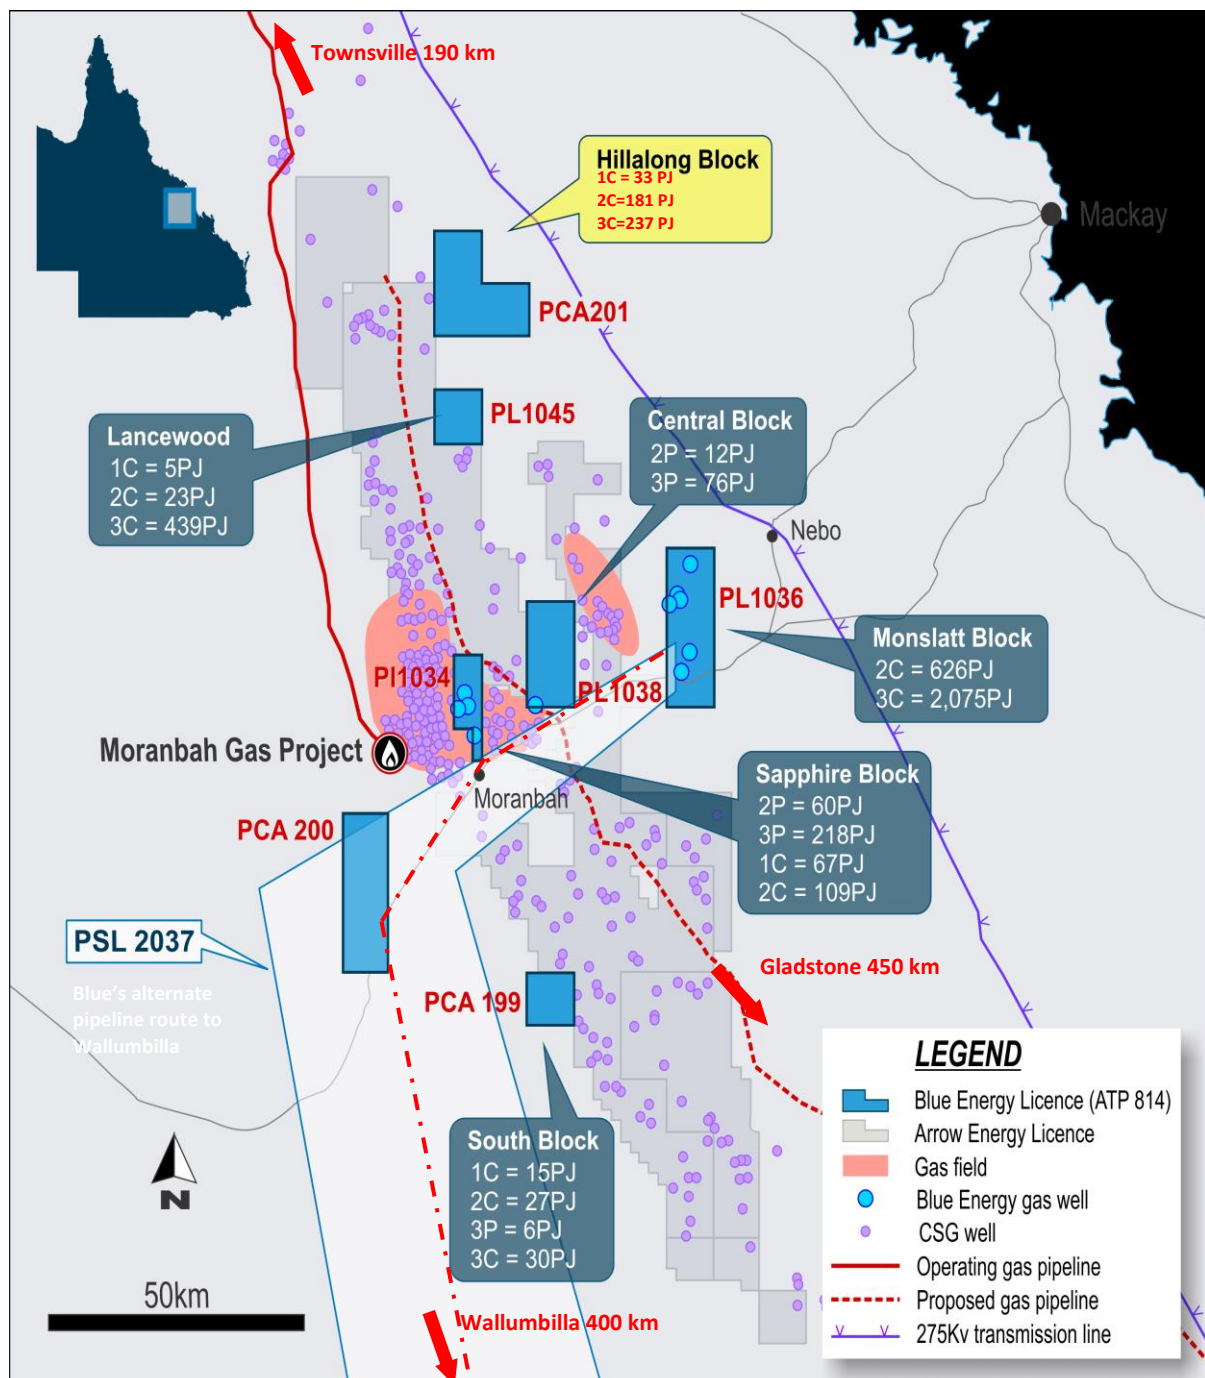 Townsville 190 km
Hillalong Block
1C = 33 PJ
2C=181 PJ
3C=237 PJ
Mackay
PCA201
PL1045
Lancewood
1C = 5PJ
2C = 23PJ
3C = 439PJ
Central Block
2P = 12PJ
3P = 76PJ
Nebo
PL1036
Monslatt Block
2C = 626PJ
3C = 2,075PJ
Pl1034
PL1038
Moranbah Gas Project
Moranbah
Sapphire Block
2P = 60PJ
3P = 218PJ
1C = 67PJ
2C = 109PJ
PCA 200
PSL 2037
Blue's alternate
pipeline route to
Wallumbilla
Gladstone 450 km
PCA 199
South Block
1C = 15PJ
2C = 27PJ
3P = 6PJ
3C = 30PJ
N
50km
Wallumbilla 400 km
LEGEND
Blue Energy Licence (ATP 814)
Arrow Energy Licence
Gas field
Blue Energy gas well
CSG well
Operating gas pipeline
Proposed gas pipeline
275Kv transmission line